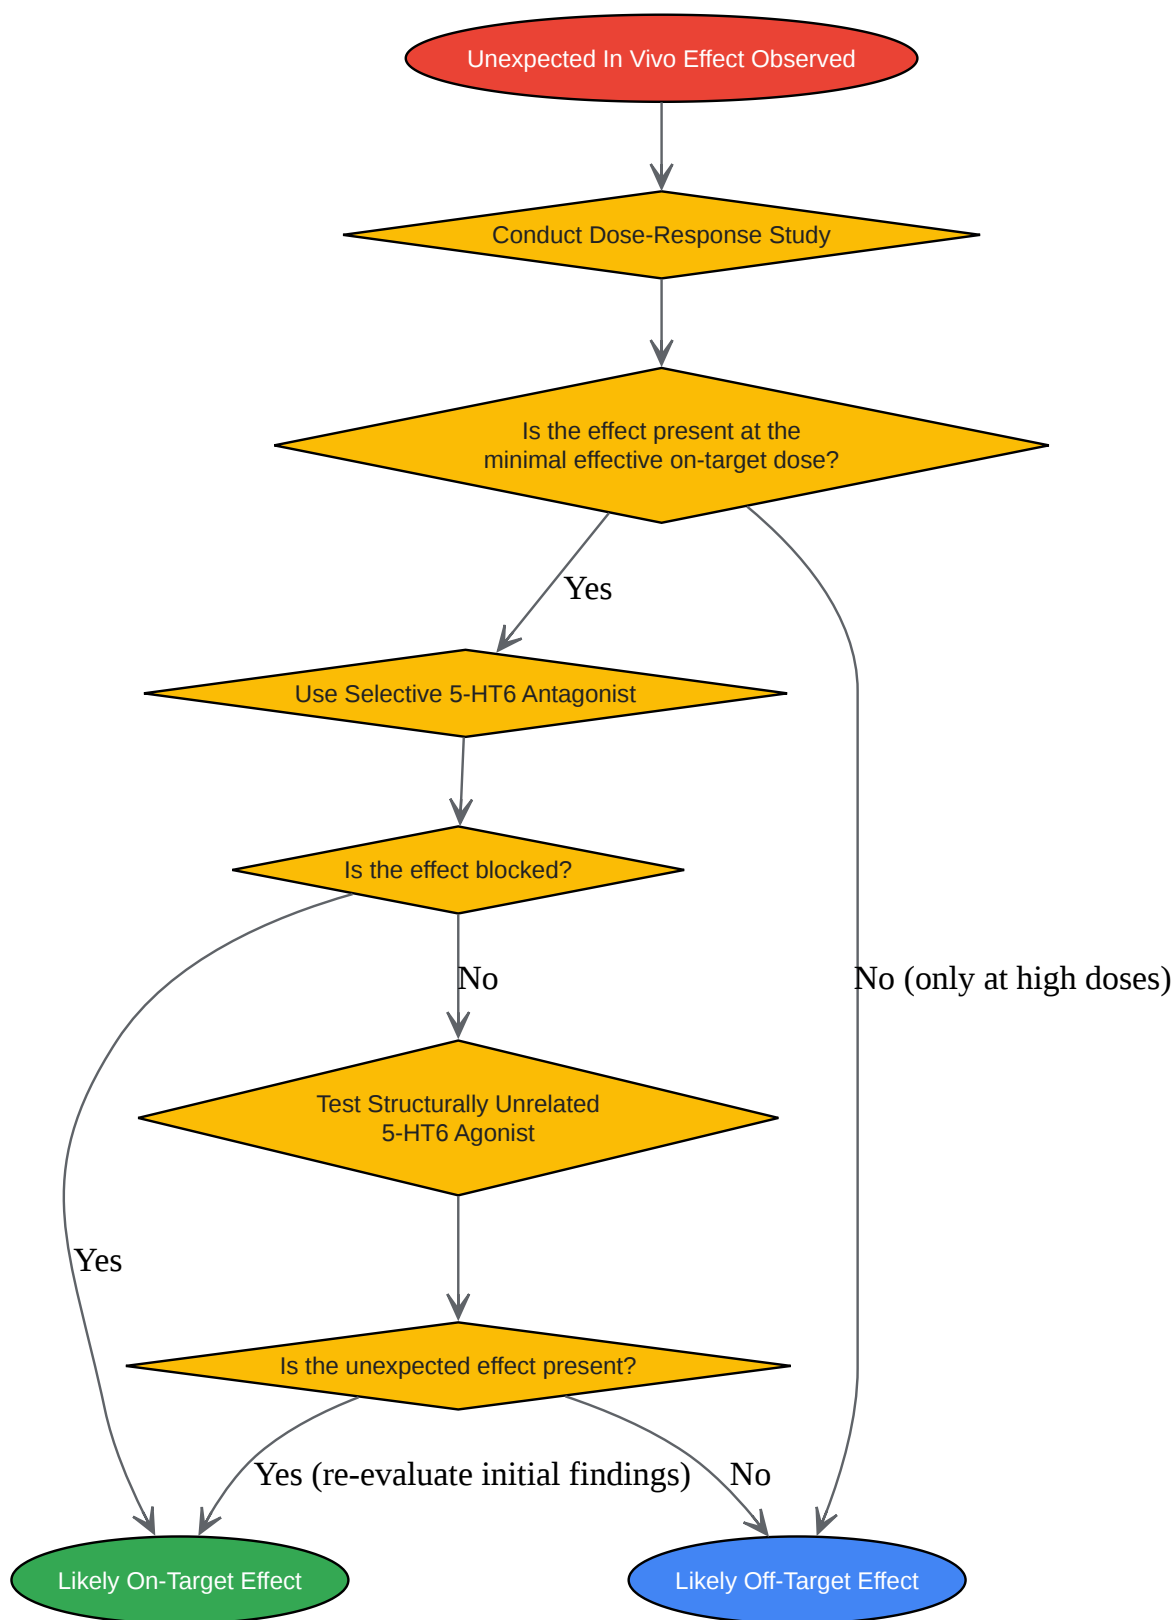 Unexpected In Vivo Effect Observed
Conduct Dose-Response Study
Is the effect present at the
minimal effective on-target dose?
Yes
Use Selective 5-HT6 Antagonist
Is the effect blocked?
No
No (only at high doses)
Test Structurally Unrelated
5-HT6 Agonist
Yes
Is the unexpected effect present?
Yes (re-evaluate initial findings)
No
Likely On-Target Effect
Likely Off-Target Effect